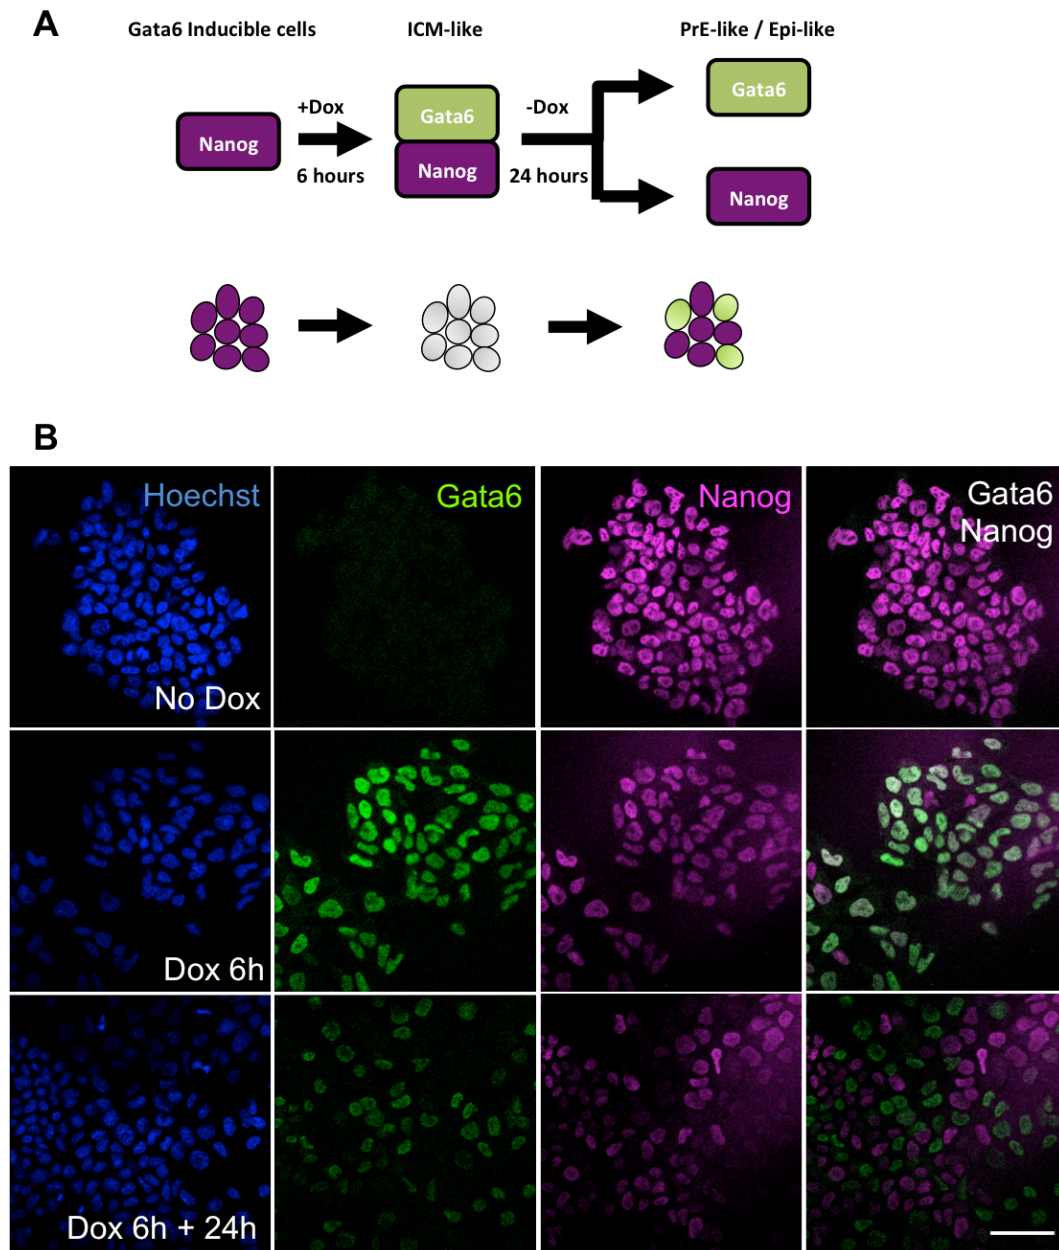 A
Gata6 Inducible cells
ICM-like
PrE-like / Epi-like
Nanog
+Dox
6 hours
Gata6
Nanog
-Dox
24 hours
Gata6
Nanog
B
Hoechst
Gata6
Nanog
Gata6
Nanog
No Dox
Dox 6h
Dox 6h + 24h